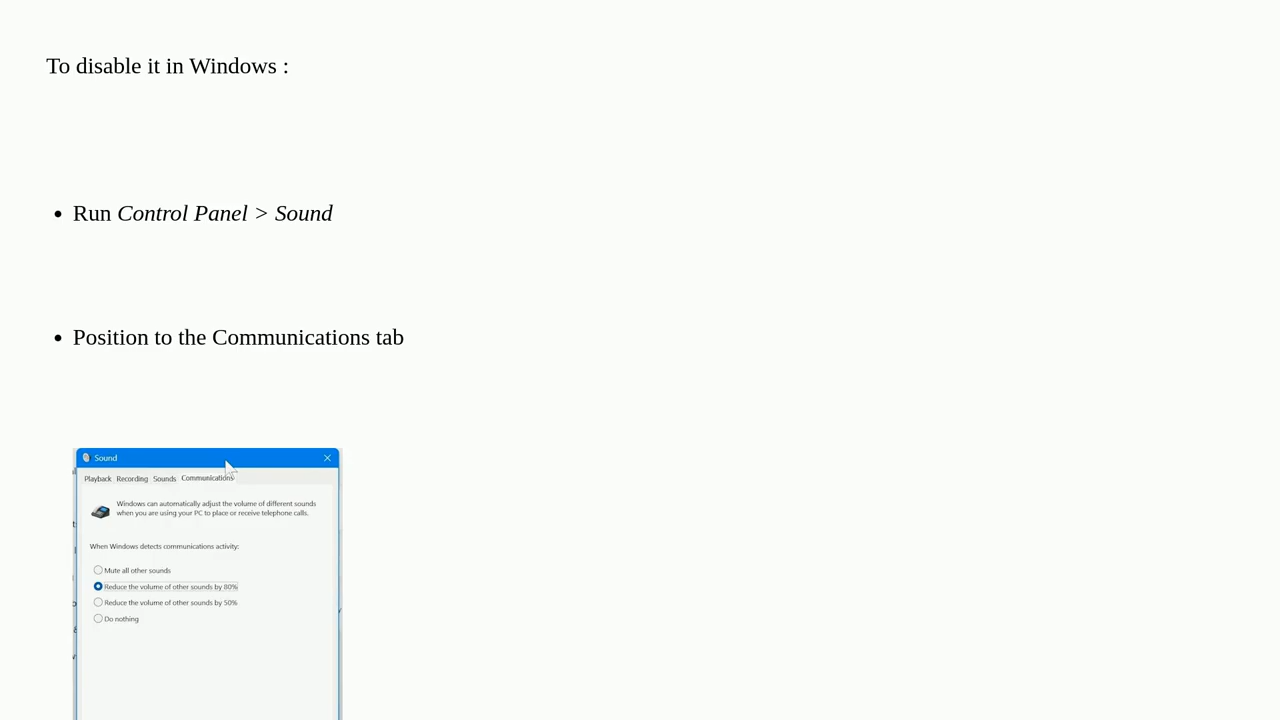 To disable it in Windows :
Run Control Panel > Sound
Position to the Communications tab
Sound
Playback Recording Sounds Communications
Windows can automatically adjust the volume of different sounds
when you are using your PC to place or receive telephone calls.
When Windows detects communications activity:
Mute all other sounds
Reduce the volume of other sounds by 80%
Reduce the volume of other sounds by 50%
Do nothing